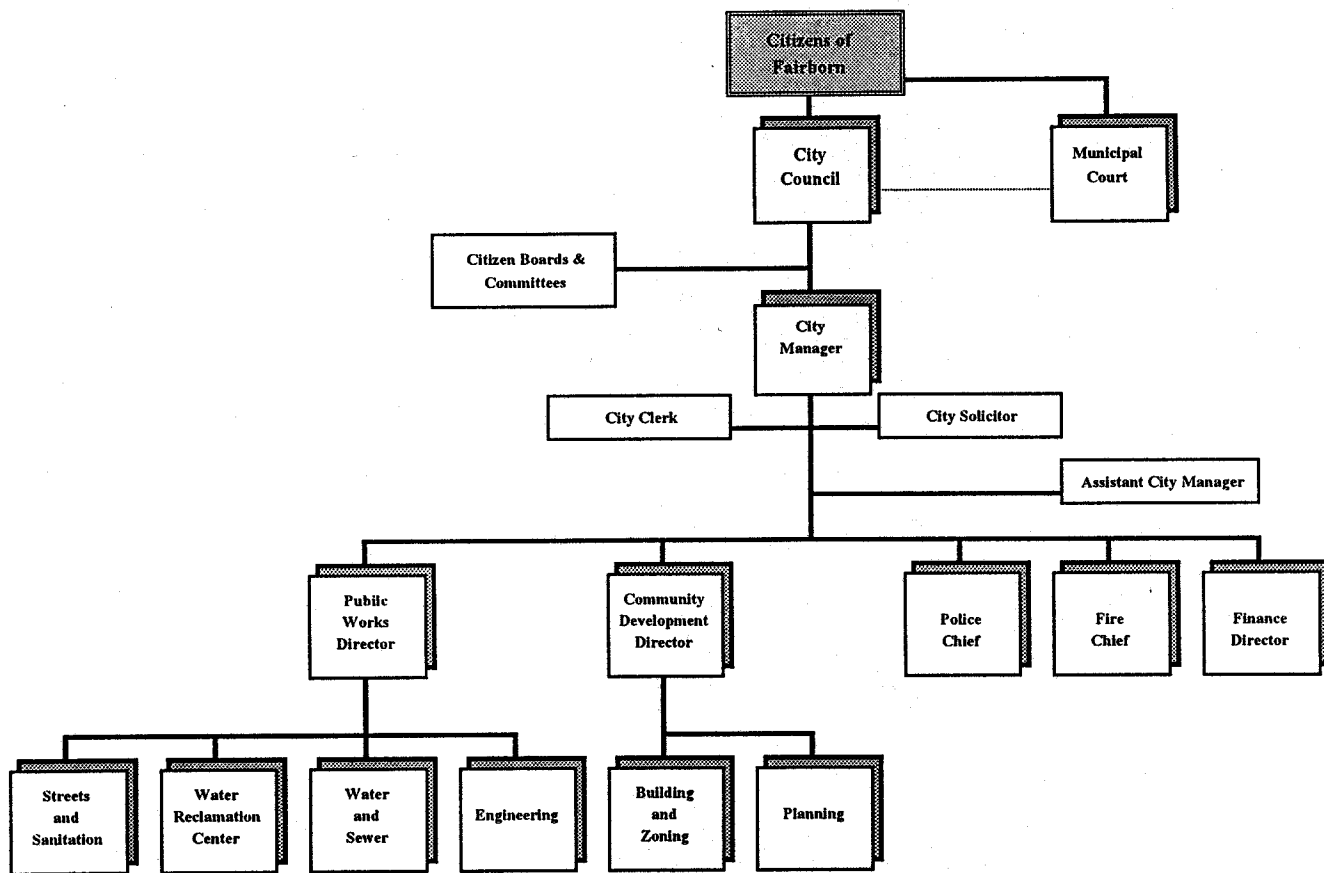 Citizens of
Fairborn
City
Council
Municipal
Court
Citizen Boards &
Committees
City
Manager
City Clerk
City Solicitor
Assistant City Manager
Public
Works
Director
Community
Development
Director
Police
Chief
Fire
Chief
Finance
Director
Streets
and
Sanitation
Water
Reclamation
Center
Water
and
Sewer
Engineering
Building
and
Zoning
Planning